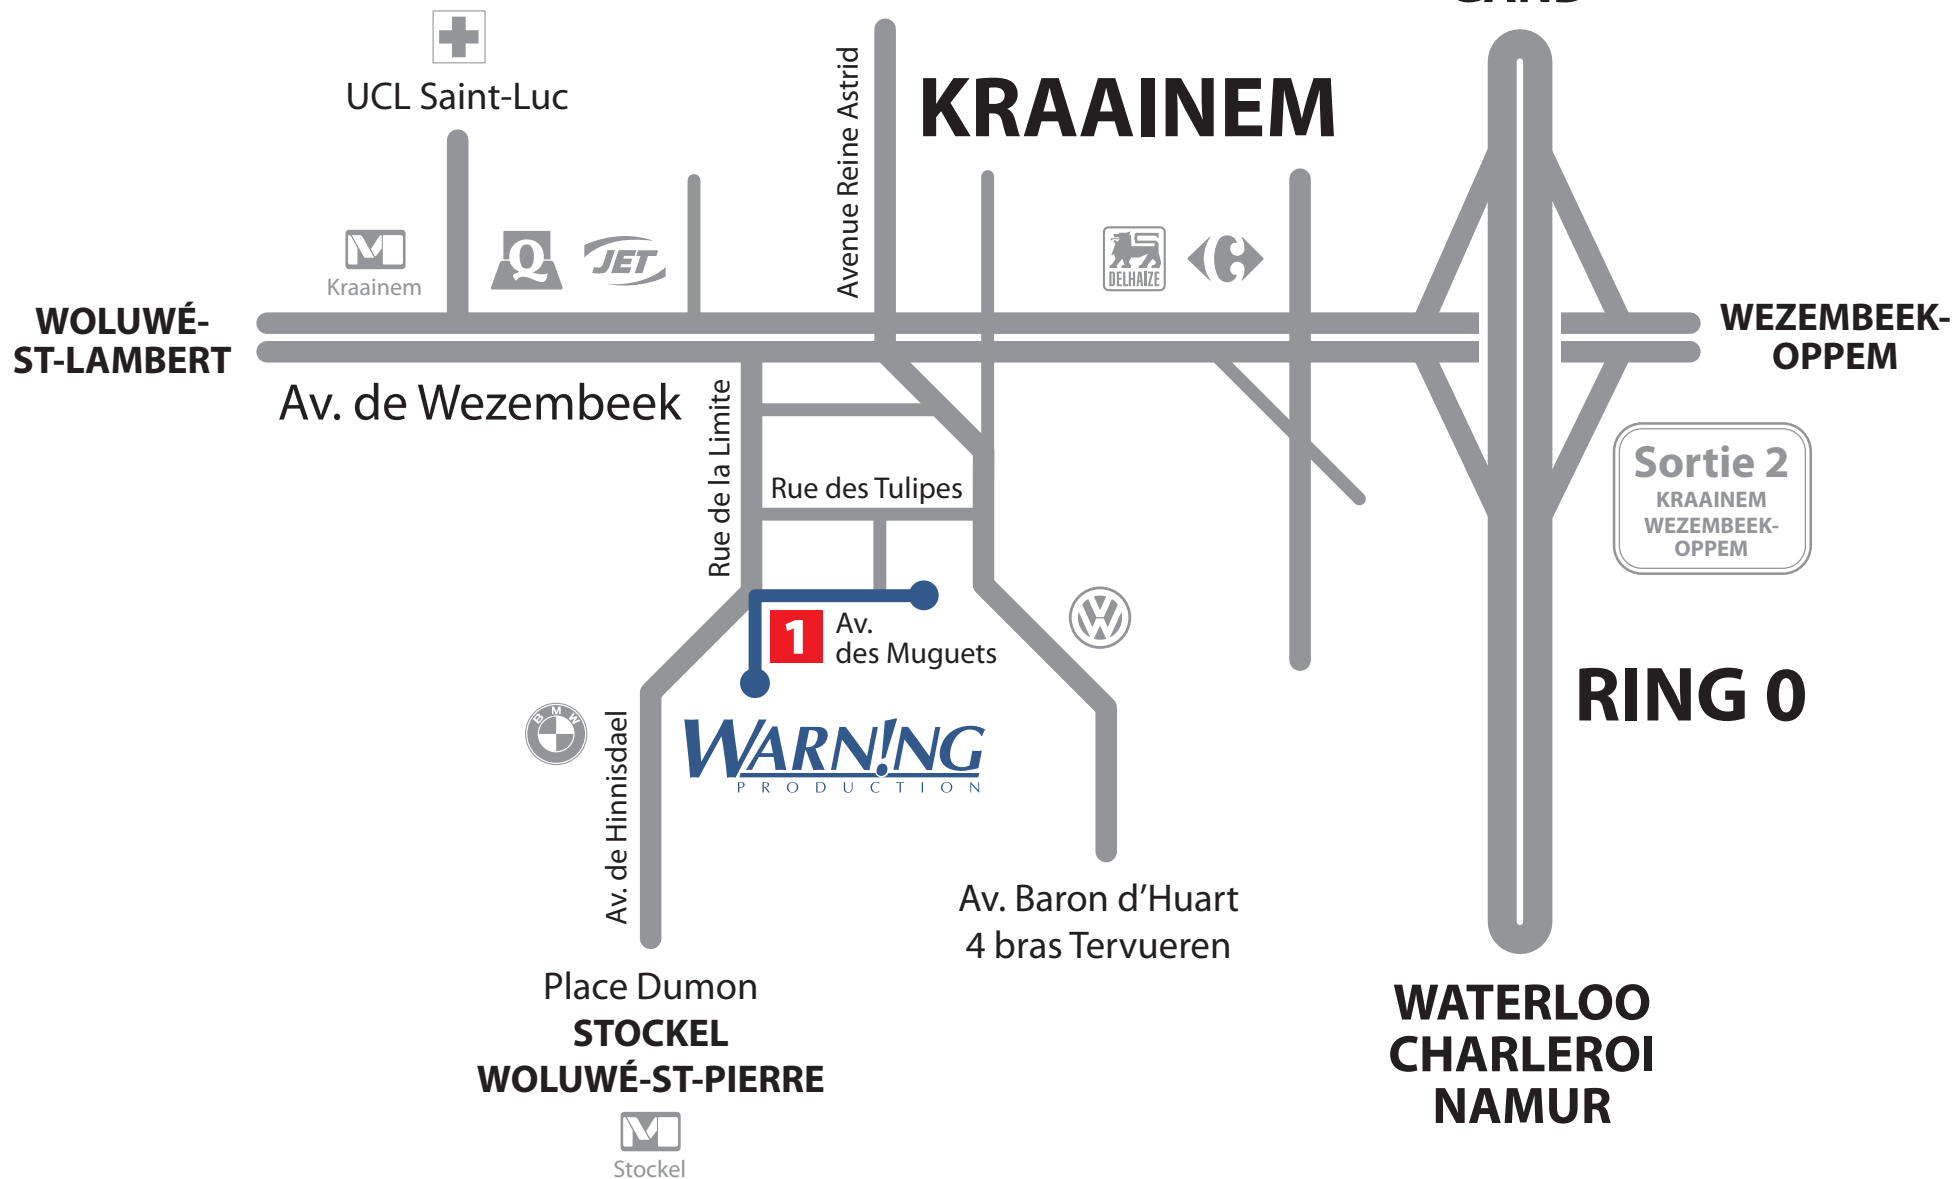 GAND
UCL Saint-Luc
Avenue Reine Astrid
KRAAINEM
Kraainem
Q
JET
DELHAIZE
WOLUWÉ-
ST-LAMBERT
WEZEMBEEK-
OPPEM
Av. de Wezembeek
Rue de la Limite
Rue des Tulipes
Sortie 2
KRAAINEM
WEZEMBEEK-
OPPEM
1
Av.
des Muguets
RING 0
BMW
Av. de Hinnisdael
WARN!NG
PRODUCTION
Av. Baron d’Huart
4 bras Tervueren
Place Dumon
STOCKEL
WOLUWÉ-ST-PIERRE
Stockel
WATERLOO
CHARLEROI
NAMUR